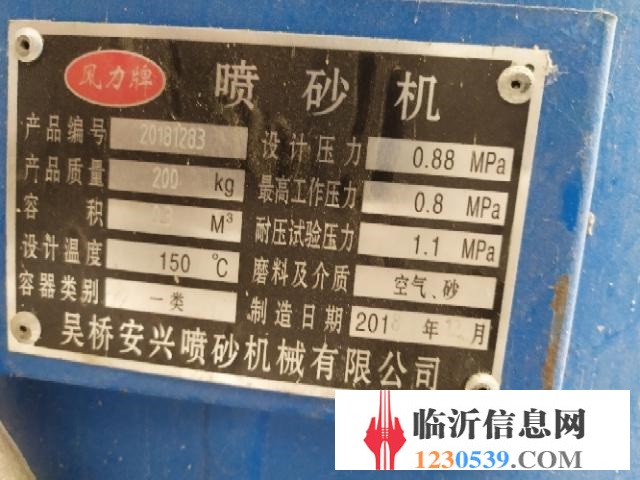 风力牌 喷砂机
产品编号 20181283 设计压力 0.88 MPa
产品质量 200 kg 最高工作压力 0.8 MPa
容积 M³ 耐压试验压力 1.1 MPa
设计温度 150 ℃ 磨料及介质 空气、砂
容器类别 一类 制造日期 201 年 月
吴桥安兴喷砂机械有限公司
临沂信息网
1230539.COM